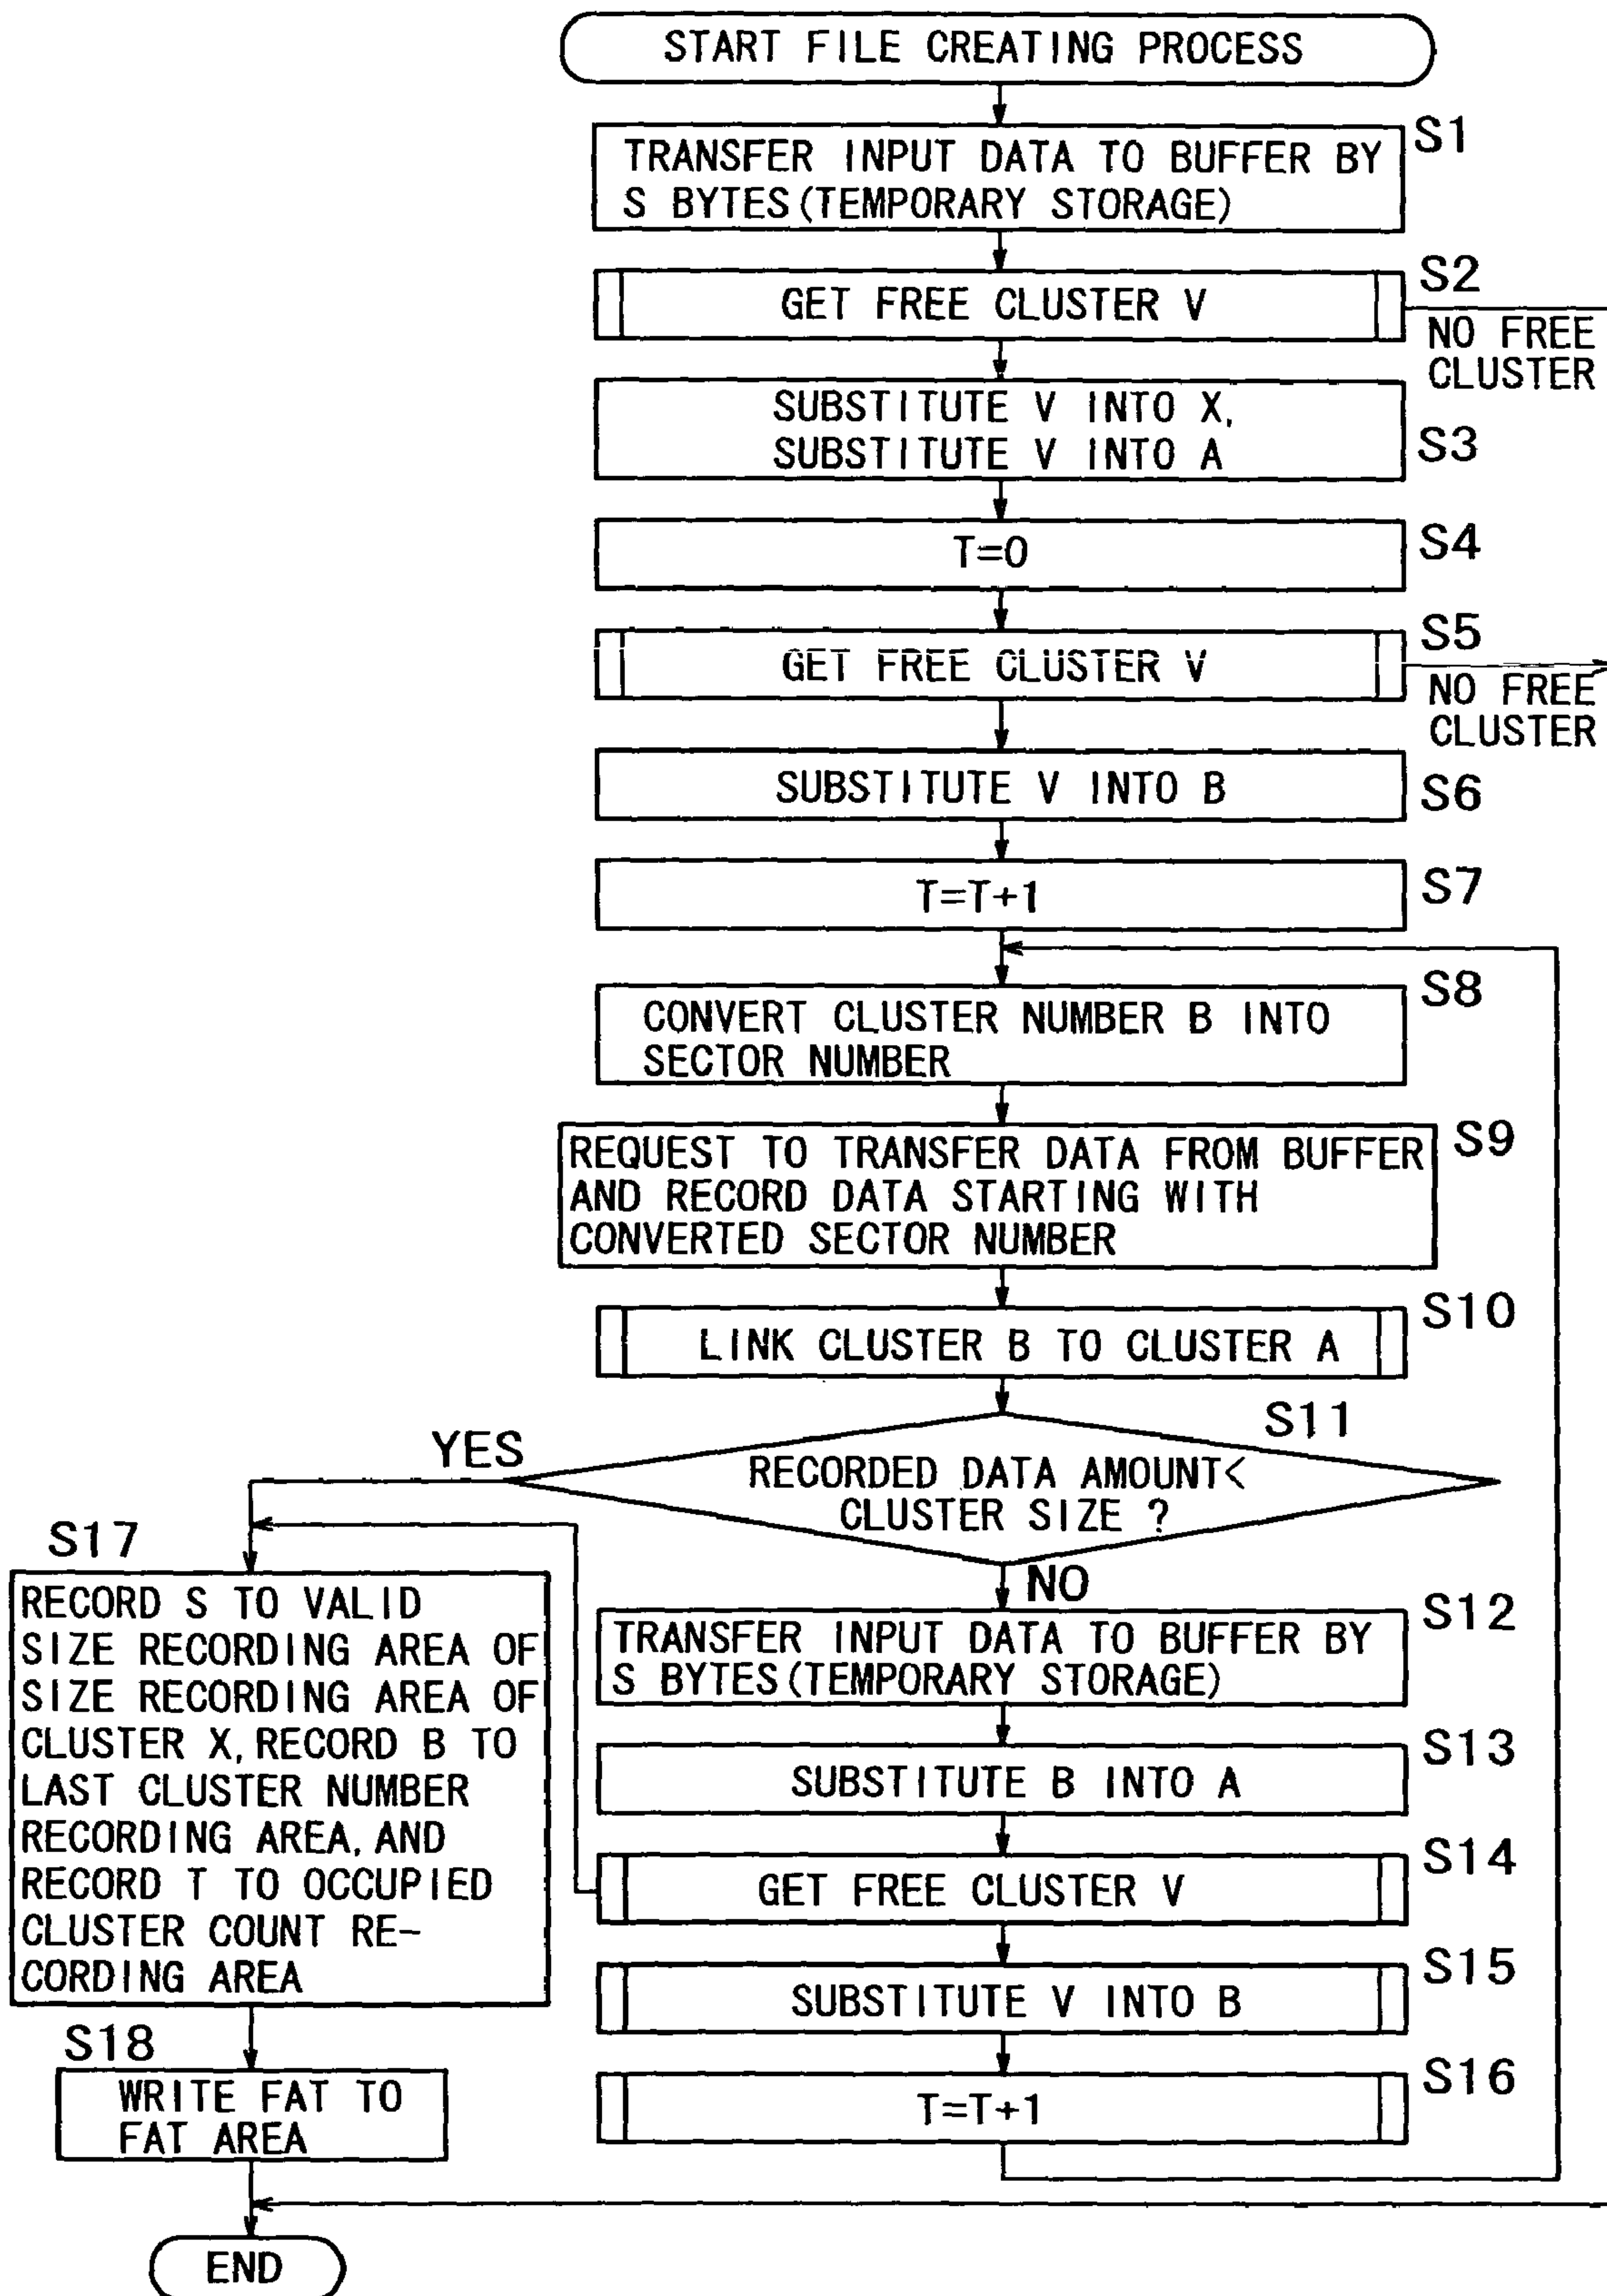 START FILE CREATING PROCESS
S1
TRANSFER INPUT DATA TO BUFFER BY
S BYTES(TEMPORARY STORAGE)
S2
GET FREE CLUSTER V
NO FREE
CLUSTER
SUBSTITUTE V INTO X,
SUBSTITUTE V INTO A
S3
T=0
S4
S5
GET FREE CLUSTER V
NO FREE
CLUSTER
SUBSTITUTE V INTO B
S6
T=T+1
S7
S8
CONVERT CLUSTER NUMBER B INTO
SECTOR NUMBER
S9
REQUEST TO TRANSFER DATA FROM BUFFER
AND RECORD DATA STARTING WITH
CONVERTED SECTOR NUMBER
S10
LINK CLUSTER B TO CLUSTER A
S11
YES
RECORDED DATA AMOUNT<
CLUSTER SIZE ?
NO
S12
TRANSFER INPUT DATA TO BUFFER BY
S BYTES(TEMPORARY STORAGE)
S13
SUBSTITUTE B INTO A
S14
GET FREE CLUSTER V
S15
SUBSTITUTE V INTO B
S16
T=T+1
S17
RECORD S TO VALID
SIZE RECORDING AREA OF
SIZE RECORDING AREA OF
CLUSTER X, RECORD B TO
LAST CLUSTER NUMBER
RECORDING AREA, AND
RECORD T TO OCCUPIED
CLUSTER COUNT RE-
CORDING AREA
S18
WRITE FAT TO
FAT AREA
END